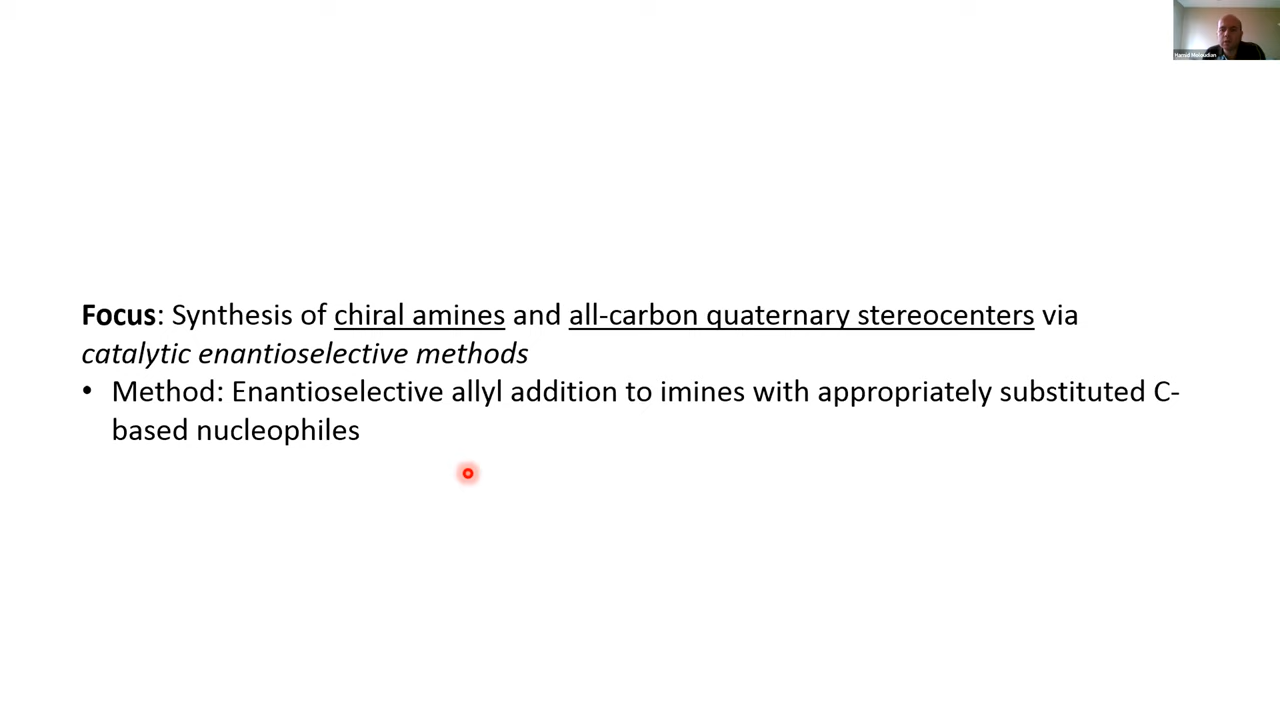 Focus: Synthesis of chiral amines and all-carbon quaternary stereocenters via
catalytic enantioselective methods
• Method: Enantioselective allyl addition to imines with appropriately substituted C-
based nucleophiles